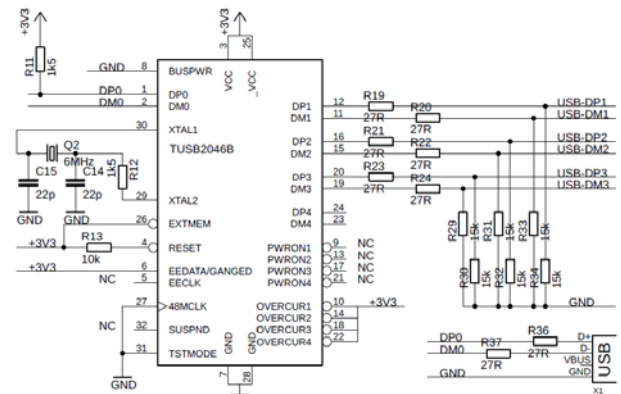 +3V3
+3V3
R11
1k5
3
25
VCC
VCC
GND
8
BUSPWR
DP0
1
DP0
DM0
2
DM0
30
XTAL1
TUSB2046B
Q2
6MHz
C15
C14
1k5
R12
22p
22p
GND
GND
29
XTAL2
26
EXTMEM
+3V3
R13
10k
4
RESET
+3V3
6
EEDATA/GANGED
NC
5
EECLK
27
48MCLK
NC
32
SUSPND
31
TSTMODE
GND
GND
GND
7
28
DP1
12
R19
27R
USB-DP1
DM1
11
R20
27R
USB-DM1
DP2
16
R21
27R
USB-DP2
DM2
15
R22
27R
USB-DM2
DP3
20
R23
27R
USB-DP3
DM3
19
R24
27R
USB-DM3
DP4
24
DM4
23
PWRON1
9
NC
PWRON2
13
NC
PWRON3
17
NC
PWRON4
21
NC
OVERCUR1
10
+3V3
OVERCUR2
14
OVERCUR3
18
OVERCUR4
22
R29
15k
R31
15k
R33
15k
R30
15k
R32
15k
R34
15k
GND
DP0
R36
27R
D+
DM0
R37
27R
D-
VBUS
GND
GND
USB
X1